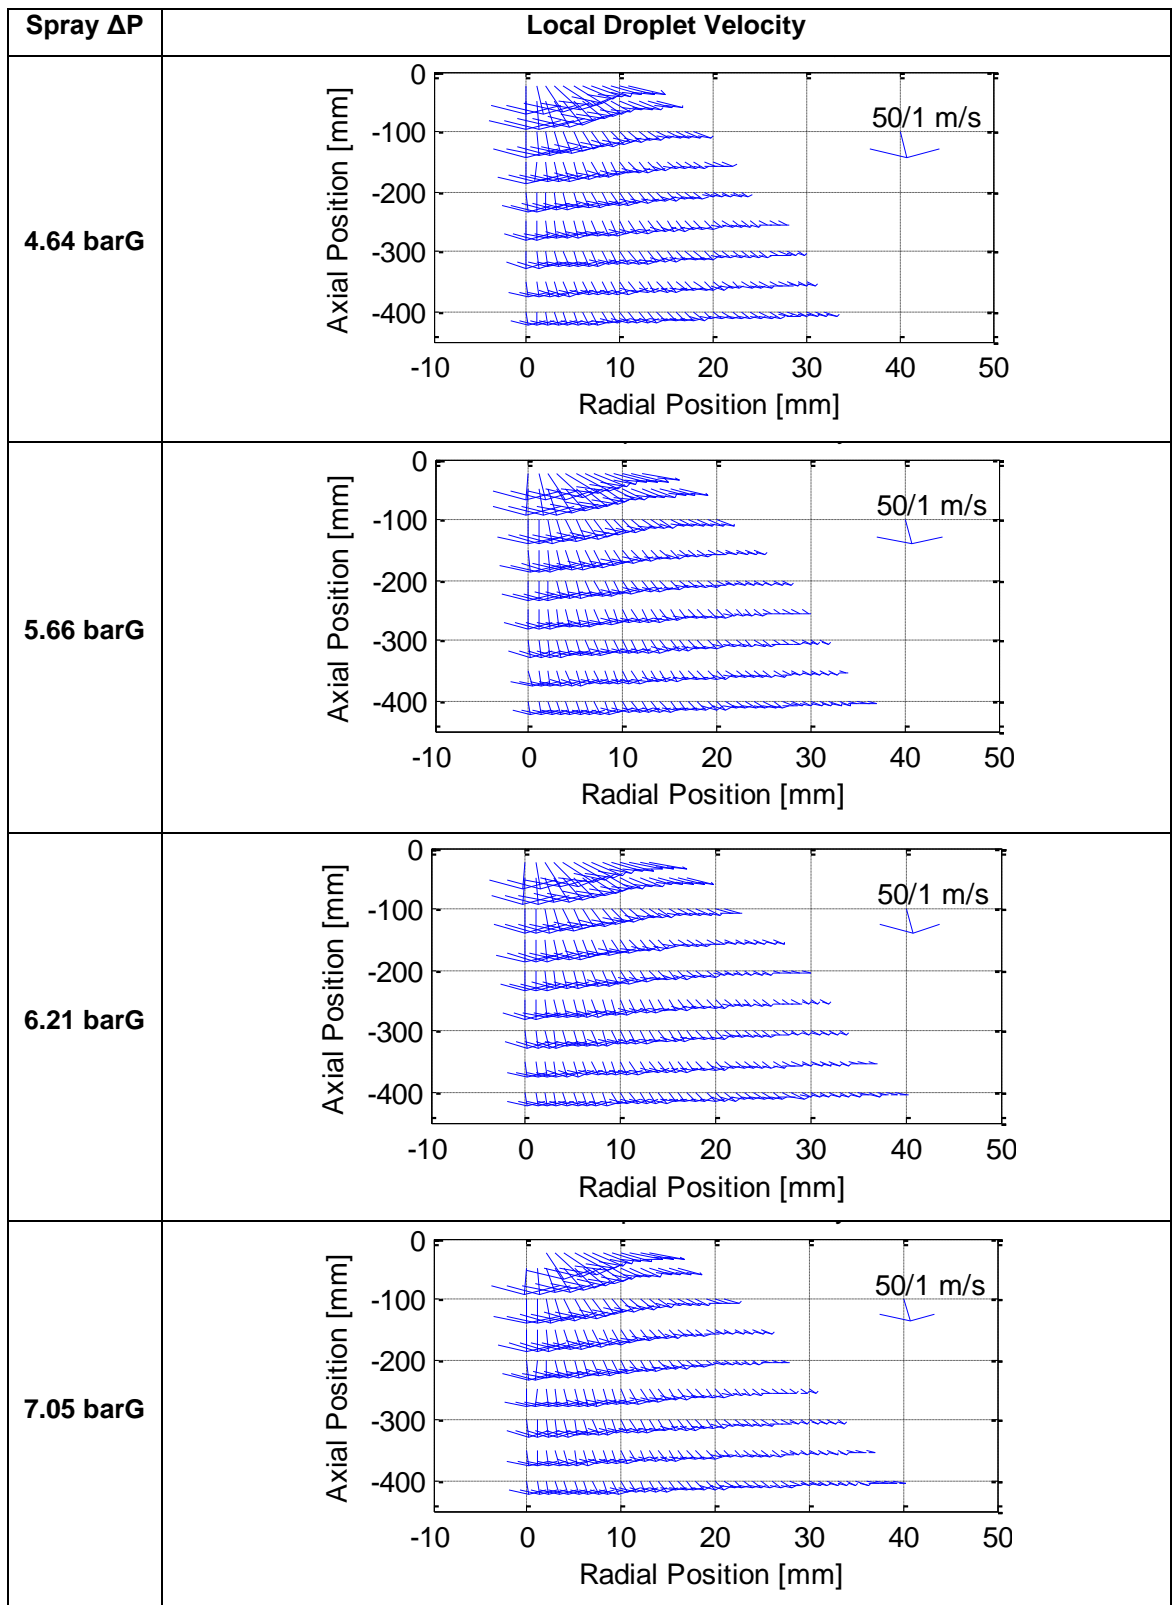 Spray ΔP Local Droplet Velocity
4.64 barG
Axial Position [mm]
0
-100
-200
-300
-400
50/1 m/s
-10 0 10 20 30 40 50
Radial Position [mm]
5.66 barG
Axial Position [mm]
0
-100
-200
-300
-400
50/1 m/s
-10 0 10 20 30 40 50
Radial Position [mm]
6.21 barG
Axial Position [mm]
0
-100
-200
-300
-400
50/1 m/s
-10 0 10 20 30 40 50
Radial Position [mm]
7.05 barG
Axial Position [mm]
0
-100
-200
-300
-400
50/1 m/s
-10 0 10 20 30 40 50
Radial Position [mm]